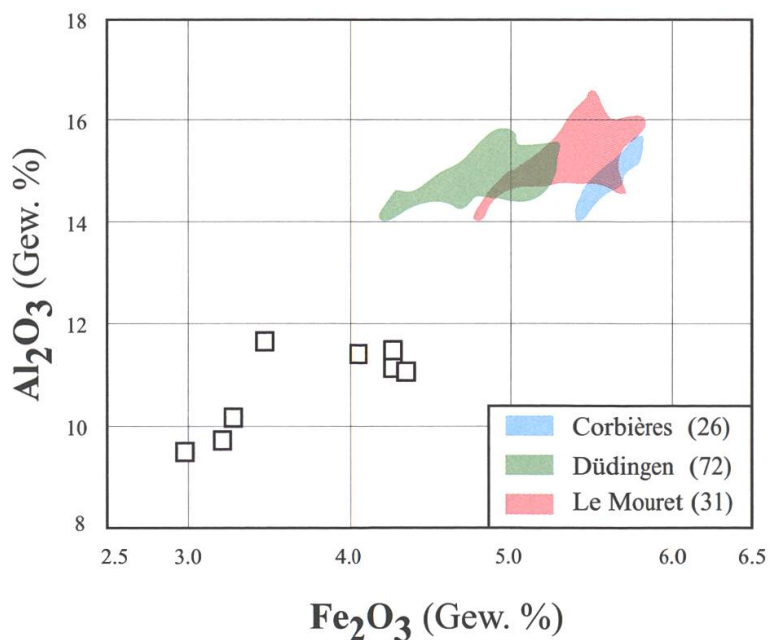 18
16
14
12
10
8
Al₂O₃ (Gew. %)
Corbières (26)
Düdingen (72)
Le Mouret (31)
2.5 3.0 4.0 5.0 6.0 6.5
Fe₂O₃ (Gew. %)